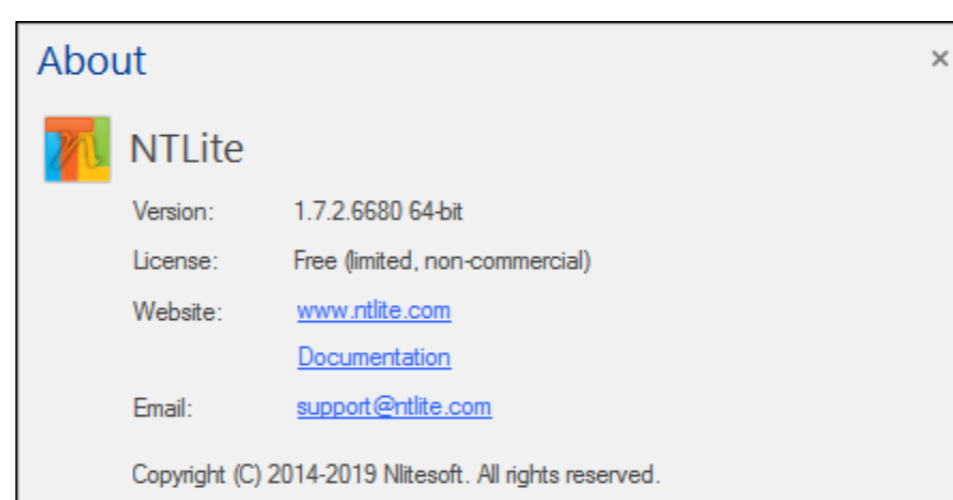 About
NTLite
Version: 1.7.2.6680 64-bit
License: Free (limited, non-commercial)
Website: www.ntlite.com
Documentation
Email: support@ntlite.com
Copyright (C) 2014-2019 Nlitesoft. All rights reserved.